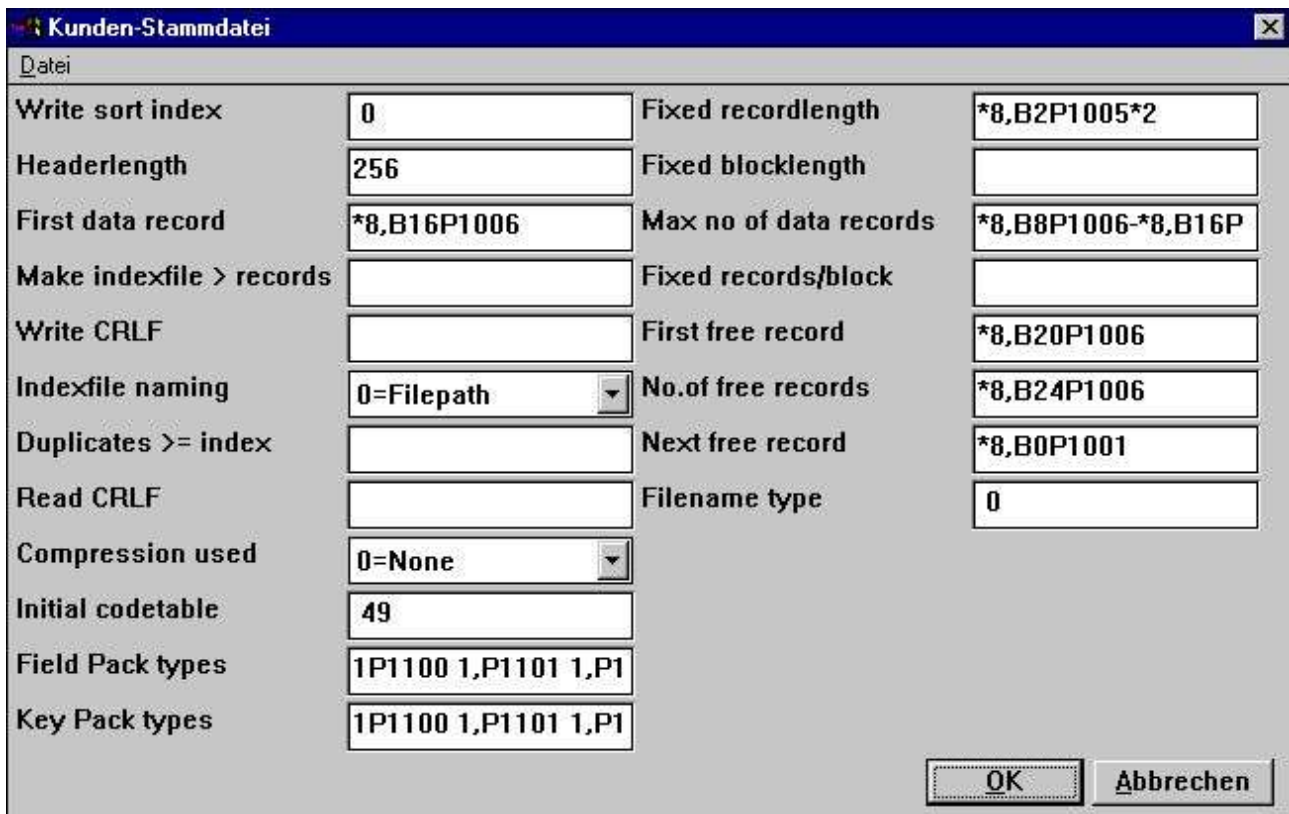 Kunden-Stammdatei
Datei
Write sort index 0 Fixed recordlength *8,B2P1005*2
Headerlength 256 Fixed blocklength
First data record *8,B16P1006 Max no of data records *8,B8P1006-*8,B16P
Make indexfile > records Fixed records/block
Write CRLF First free record *8,B20P1006
Indexfile naming 0=Filepath No.of free records *8,B24P1006
Duplicates >= index Next free record *8,B0P1001
Read CRLF Filename type 0
Compression used 0=None
Initial codetable 49
Field Pack types 1P1100 1,P1101 1,P1
Key Pack types 1P1100 1,P1101 1,P1
OK Abbrechen